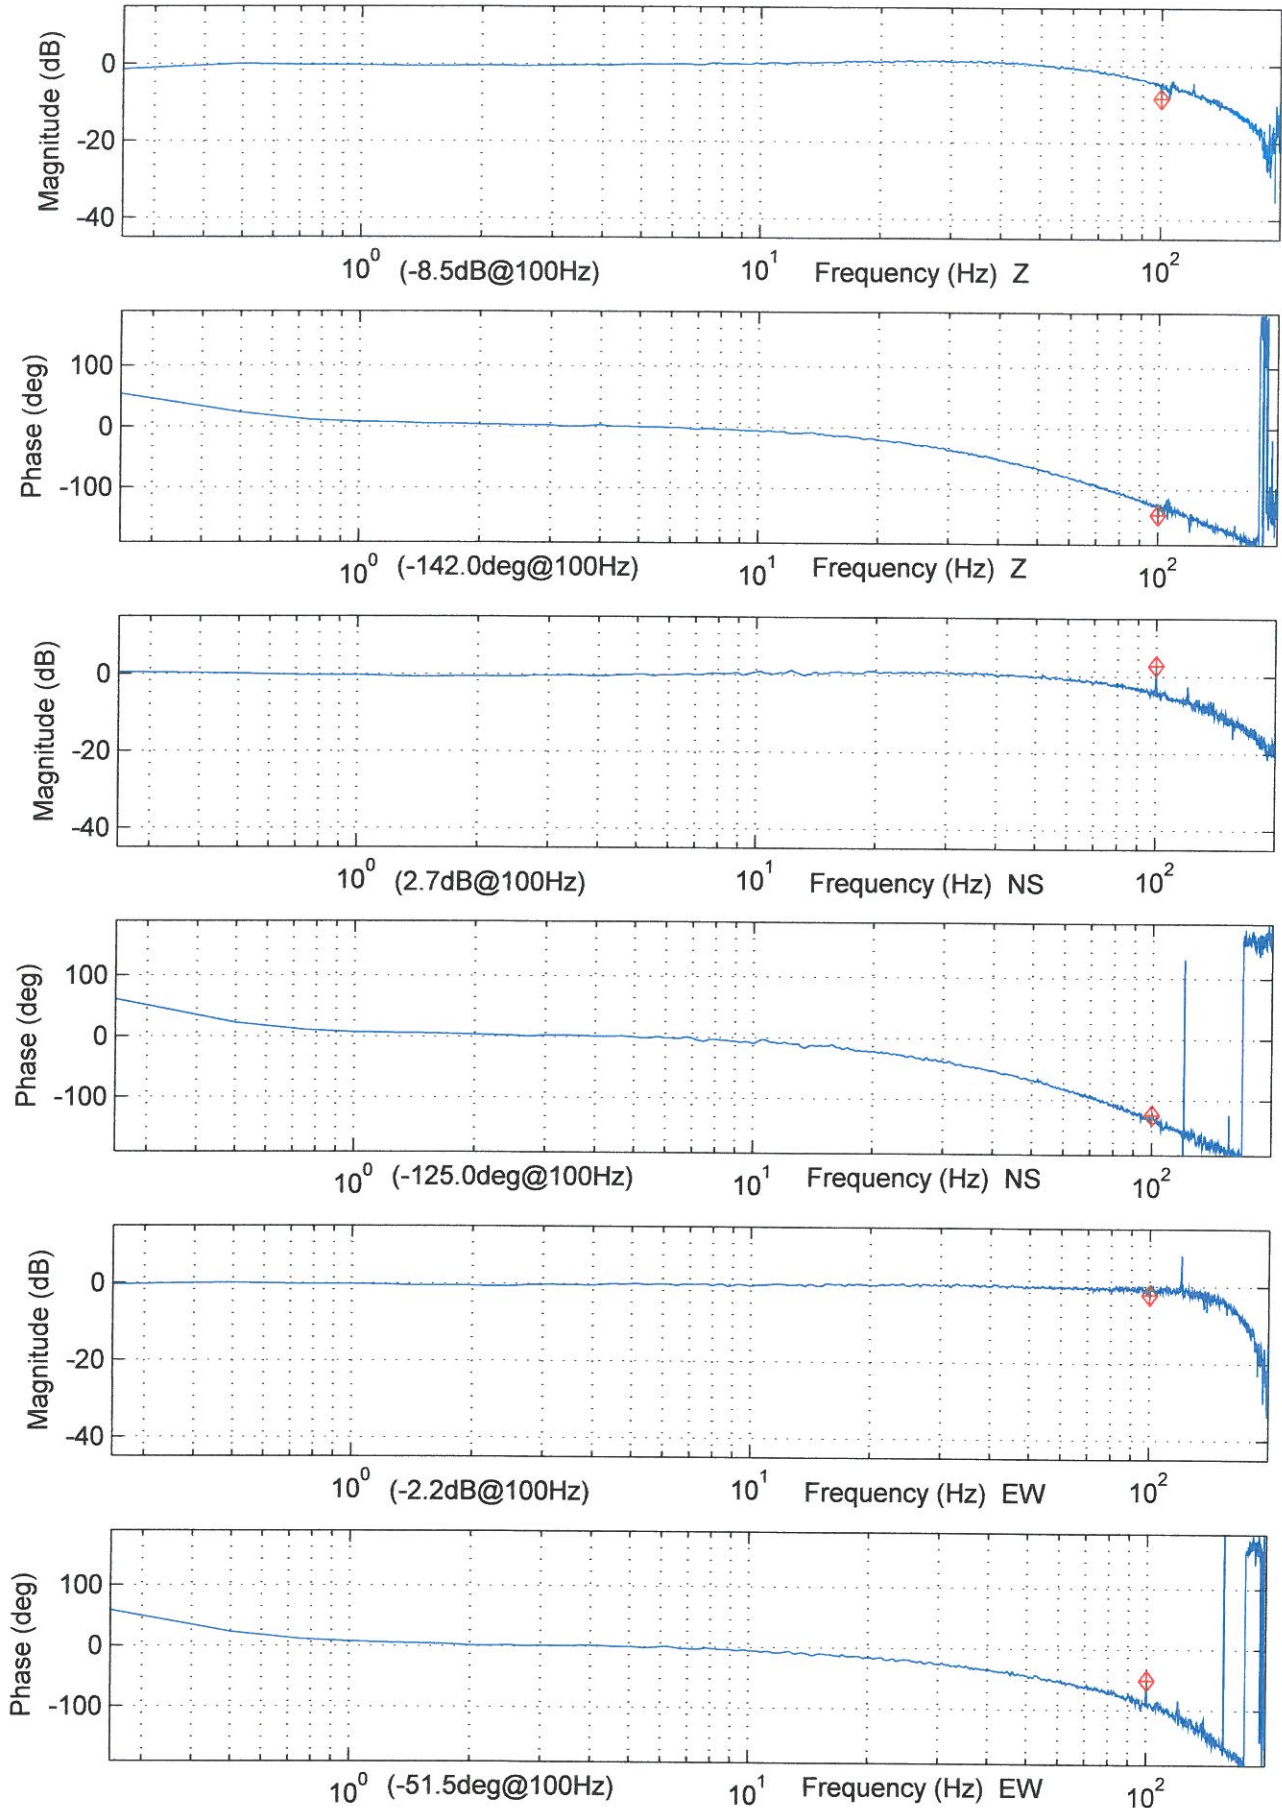 Magnitude (dB)
0
-20
-40
10^0 (-8.5dB@100Hz) 10^1 Frequency (Hz) Z 10^2
Phase (deg)
100
0
-100
10^0 (-142.0deg@100Hz) 10^1 Frequency (Hz) Z 10^2
Magnitude (dB)
0
-20
-40
10^0 (2.7dB@100Hz) 10^1 Frequency (Hz) NS 10^2
Phase (deg)
100
0
-100
10^0 (-125.0deg@100Hz) 10^1 Frequency (Hz) NS 10^2
Magnitude (dB)
0
-20
-40
10^0 (-2.2dB@100Hz) 10^1 Frequency (Hz) EW 10^2
Phase (deg)
100
0
-100
10^0 (-51.5deg@100Hz) 10^1 Frequency (Hz) EW 10^2